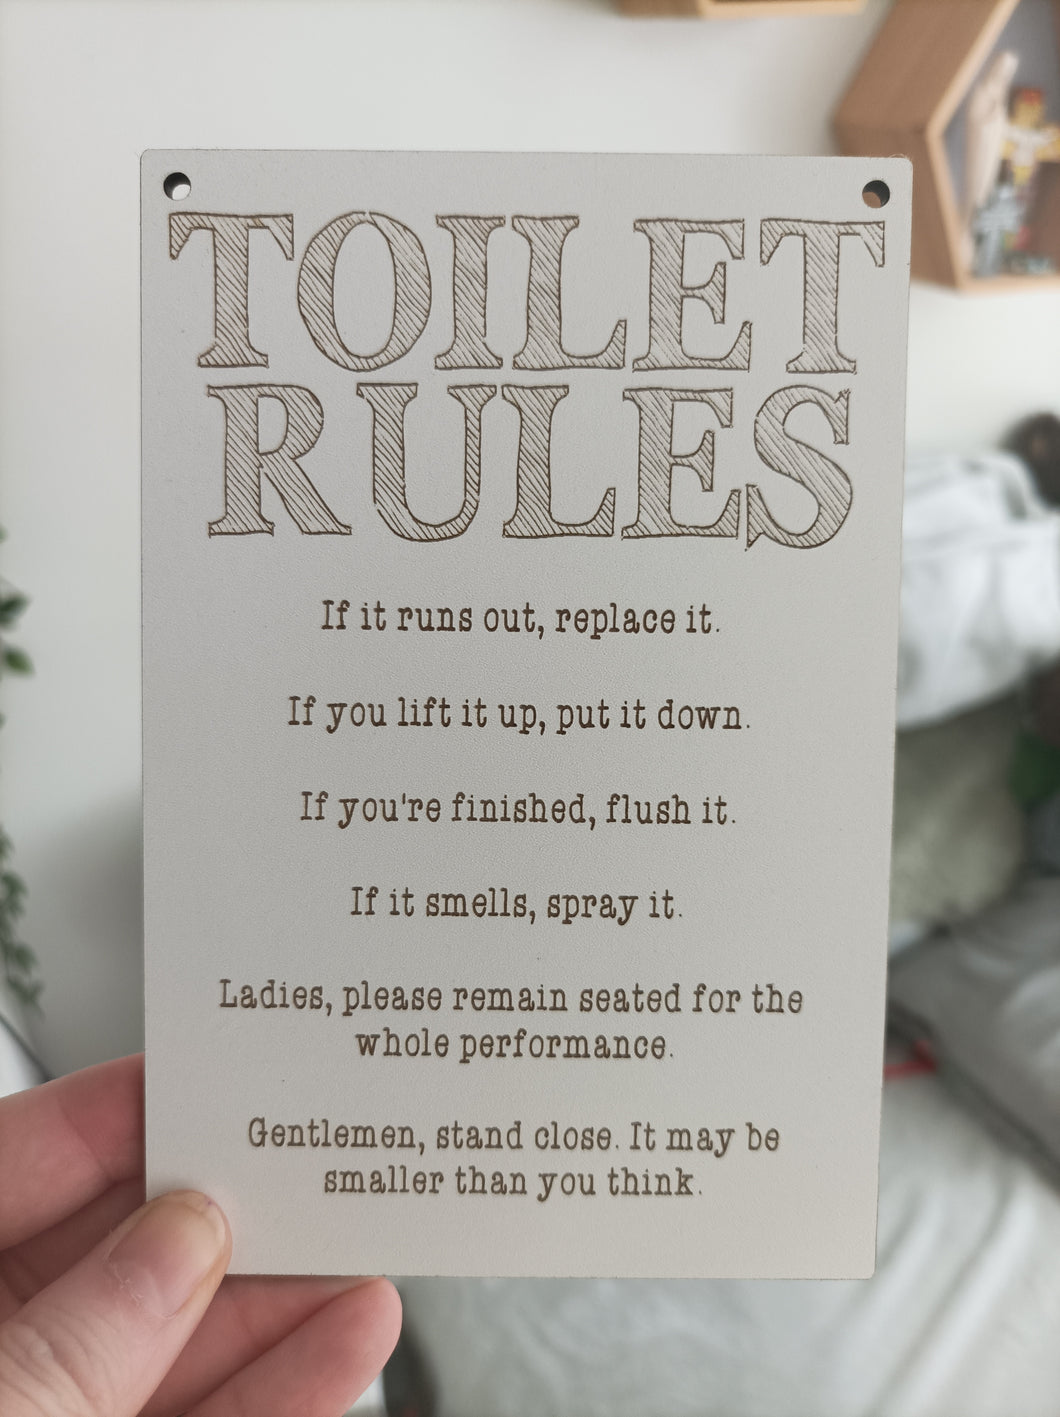 TOILET
RULES
If it runs out, replace it.
If you lift it up, put it down.
If you're finished, flush it.
If it smells, spray it.
Ladies, please remain seated for the
whole performance.
Gentlemen, stand close. It may be
smaller than you think.